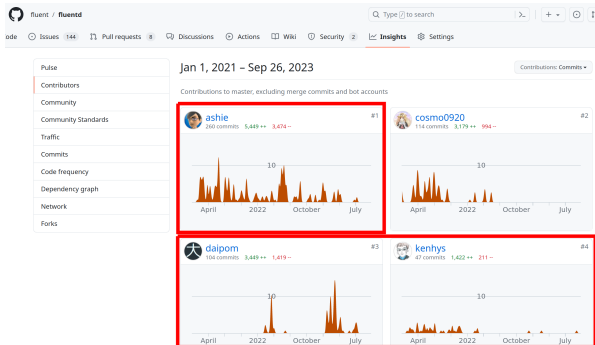 fluent / fluentd
Type / to search
ode
Issues 144
Pull requests 8
Discussions
Actions
Wiki
Security 2
Insights
Settings
Pulse
Contributors
Community
Community Standards
Traffic
Commits
Code frequency
Dependency graph
Network
Forks
Jan 1, 2021 – Sep 26, 2023
Contributions: Commits
Contributions to master, excluding merge commits and bot accounts
ashie
#1
260 commits 5,449 ++ 3,474 --
10
April 2022 October July
cosmo0920
#2
114 commits 3,179 ++ 994 --
10
April 2022 October July
大
daipom
#3
104 commits 3,449 ++ 1,419 --
10
April 2022 October July
kenhys
#4
47 commits 1,422 ++ 211 --
10
April 2022 October July